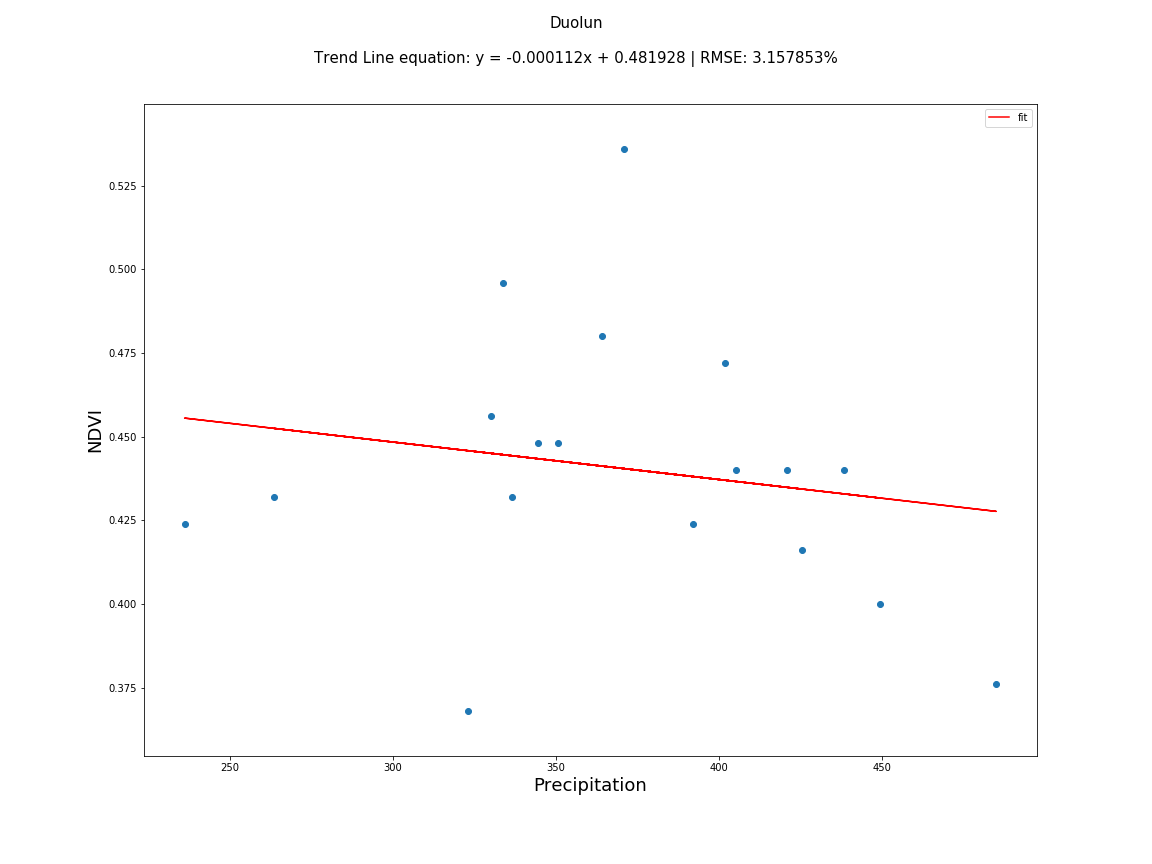 Duolun
Trend Line equation: y = -0.000112x + 0.481928 | RMSE: 3.157853%
fit
0.525
0.500
0.475
0.450
0.425
0.400
0.375
NDVI
250 300 350 400 450
Precipitation